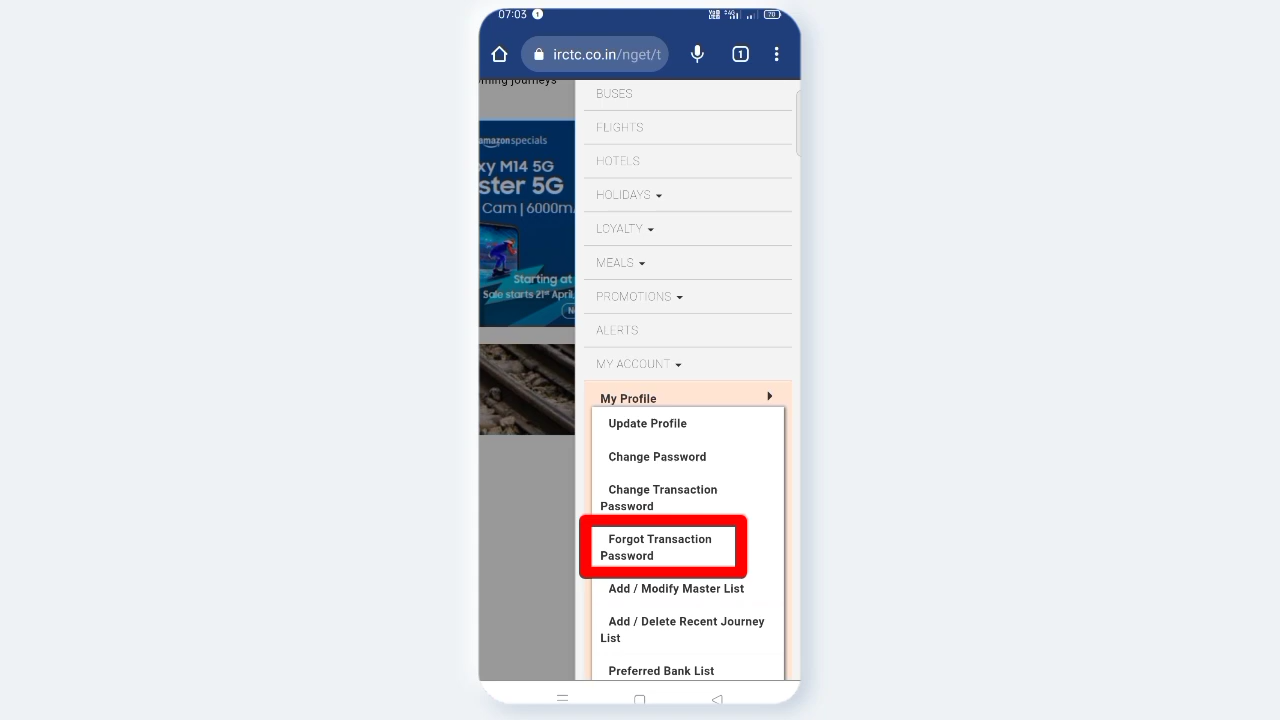 07:03
70
irctc.co.in/nget/t
1
ming journeys
BUSES
FLIGHTS
amazonspecials
HOTELS
xy M14 5G
ster 5G
HOLIDAYS
Cam | 6000m
LOYALTY
MEALS
Starting at
Sale starts 21st April,
PROMOTIONS
ALERTS
MY ACCOUNT
My Profile
Update Profile
Change Password
Change Transaction
Password
Forgot Transaction
Password
Add / Modify Master List
Add / Delete Recent Journey
List
Preferred Bank List